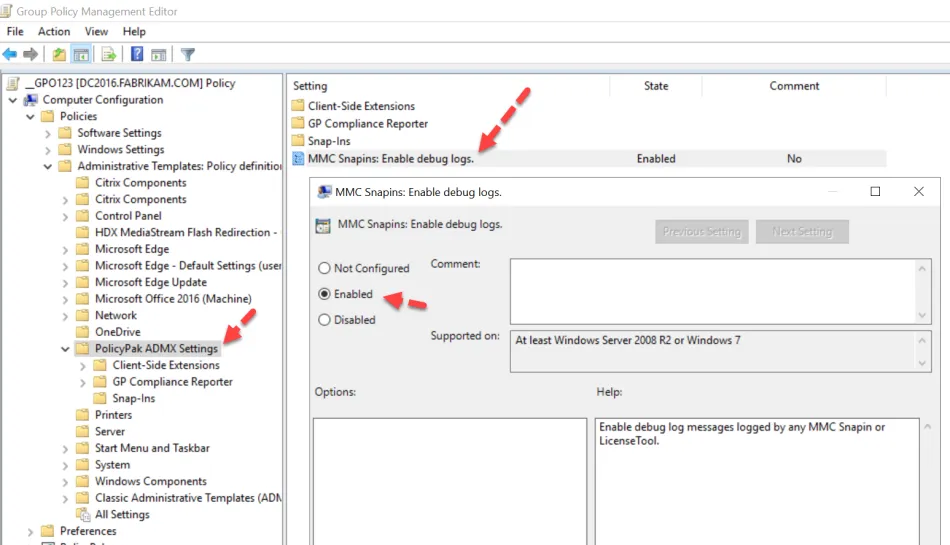 Group Policy Management Editor
File Action View Help
__GPO123 [DC2016.FABRIKAM.COM] Policy
Computer Configuration
Policies
Software Settings
Windows Settings
Administrative Templates: Policy definition
Citrix Components
Citrix Components
Control Panel
HDX MediaStream Flash Redirection -
Microsoft Edge
Microsoft Edge - Default Settings (user
Microsoft Edge Update
Microsoft Office 2016 (Machine)
Network
OneDrive
PolicyPak ADMX Settings
Client-Side Extensions
GP Compliance Reporter
Snap-Ins
Printers
Server
Start Menu and Taskbar
System
Windows Components
Classic Administrative Templates (ADM
All Settings
Preferences
Setting State Comment
Client-Side Extensions
GP Compliance Reporter
Snap-Ins
MMC Snapins: Enable debug logs. Enabled No
MMC Snapins: Enable debug logs.
MMC Snapins: Enable debug logs.
Previous Setting Next Setting
Not Configured Comment:
Enabled
Disabled
Supported on: At least Windows Server 2008 R2 or Windows 7
Options: Help:
Enable debug log messages logged by any MMC Snapin or
LicenseTool.